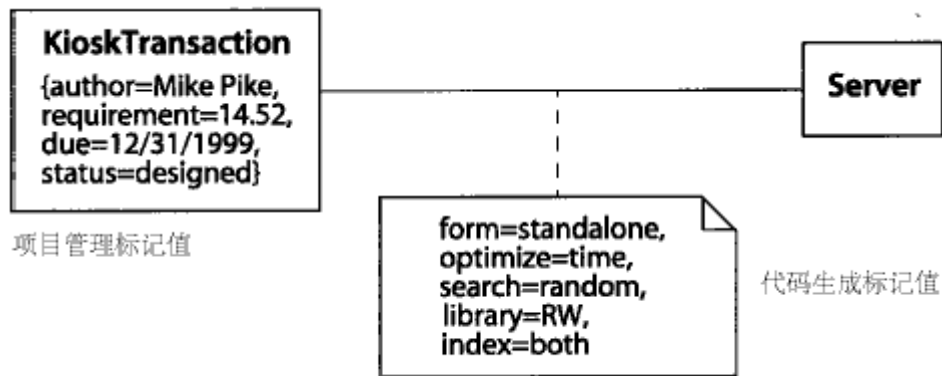 KioskTransaction
{author=Mike Pike,
requirement=14.52,
due=12/31/1999,
status=designed}
Server
项目管理标记值
form=standalone,
optimize=time,
search=random,
library=RW,
index=both
代码生成标记值